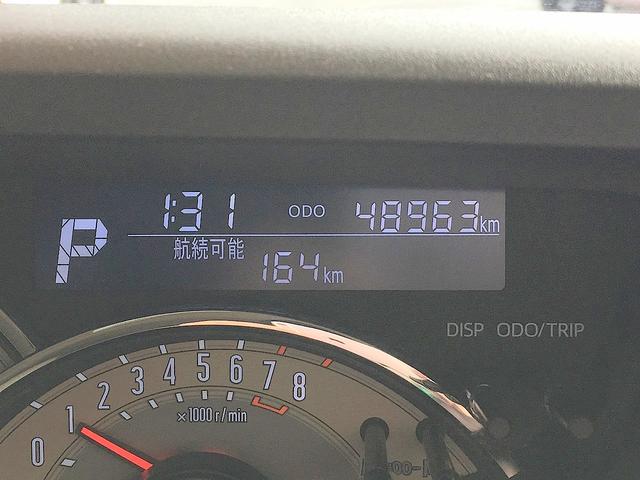 P
1:31 ODO 48963km
航続可能
164km
DISP ODO/TRIP
0 1 2 3 4 5 6 7 8
×1000 r/min